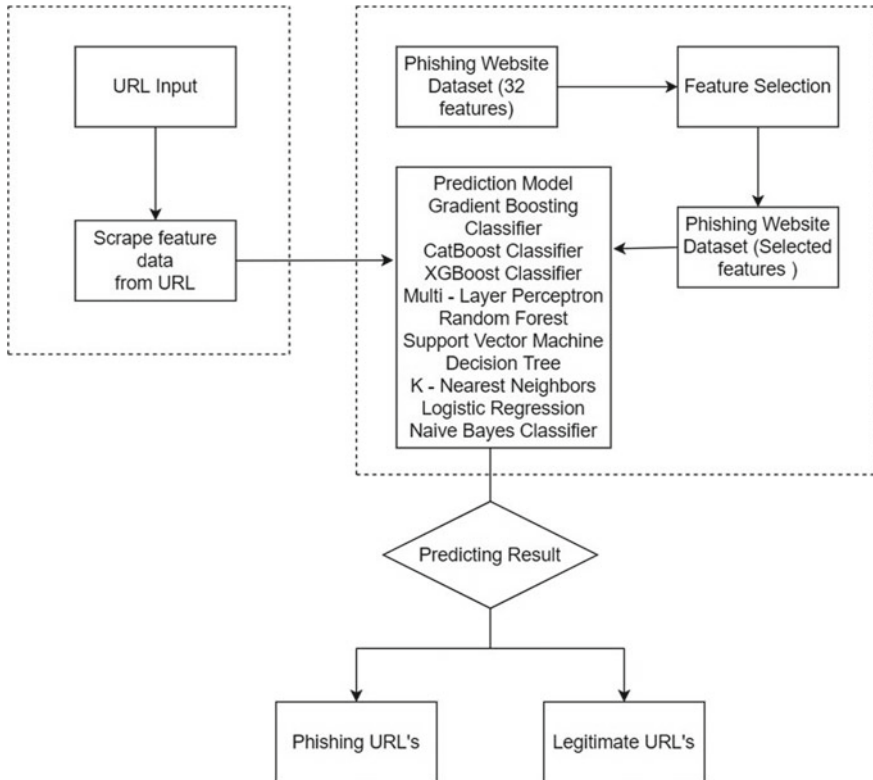 URL Input
Scrape feature
data
from URL
Phishing Website
Dataset (32
features)
Feature Selection
Phishing Website
Dataset (Selected
features )
Prediction Model
Gradient Boosting
Classifier
CatBoost Classifier
XGBoost Classifier
Multi - Layer Perceptron
Random Forest
Support Vector Machine
Decision Tree
K - Nearest Neighbors
Logistic Regression
Naive Bayes Classifier
Predicting Result
Phishing URL's
Legitimate URL's